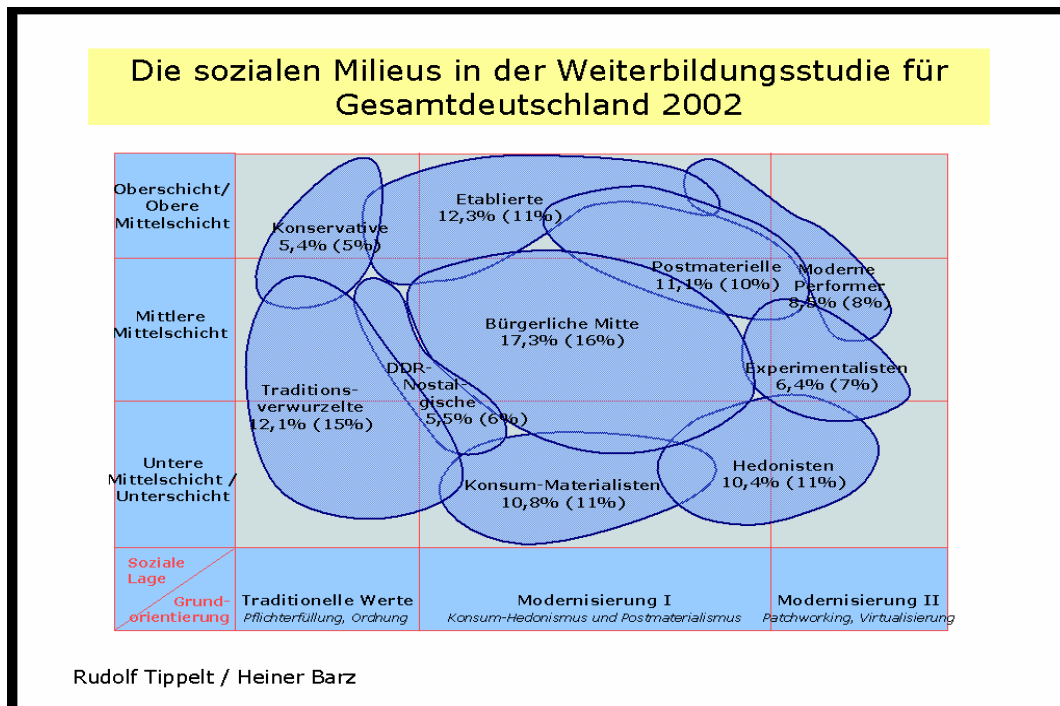 Die sozialen Milieus in der Weiterbildungsstudie für
Gesamtdeutschland 2002
Oberschicht/
Obere
Mittelschicht
Etablierte
12,3% (11%)
Konservative
5,4% (5%)
Postmaterielle
11,1% (10%)
Moderne
Performer
8,5% (8%)
Mittlere
Mittelschicht
Bürgerliche Mitte
17,3% (16%)
DDR-
Nostal-
gische
5,5% (6%)
Experimentalisten
6,4% (7%)
Traditions-
verwurzelte
12,1% (15%)
Untere
Mittelschicht /
Unterschicht
Konsum-Materialisten
10,8% (11%)
Hedonisten
10,4% (11%)
Soziale
Lage
Grund-
orientierung
Traditionelle Werte
Pflichterfüllung, Ordnung
Modernisierung I
Konsum-Hedonismus und Postmaterialismus
Modernisierung II
Patchworking, Virtualisierung
Rudolf Tippelt / Heiner Barz